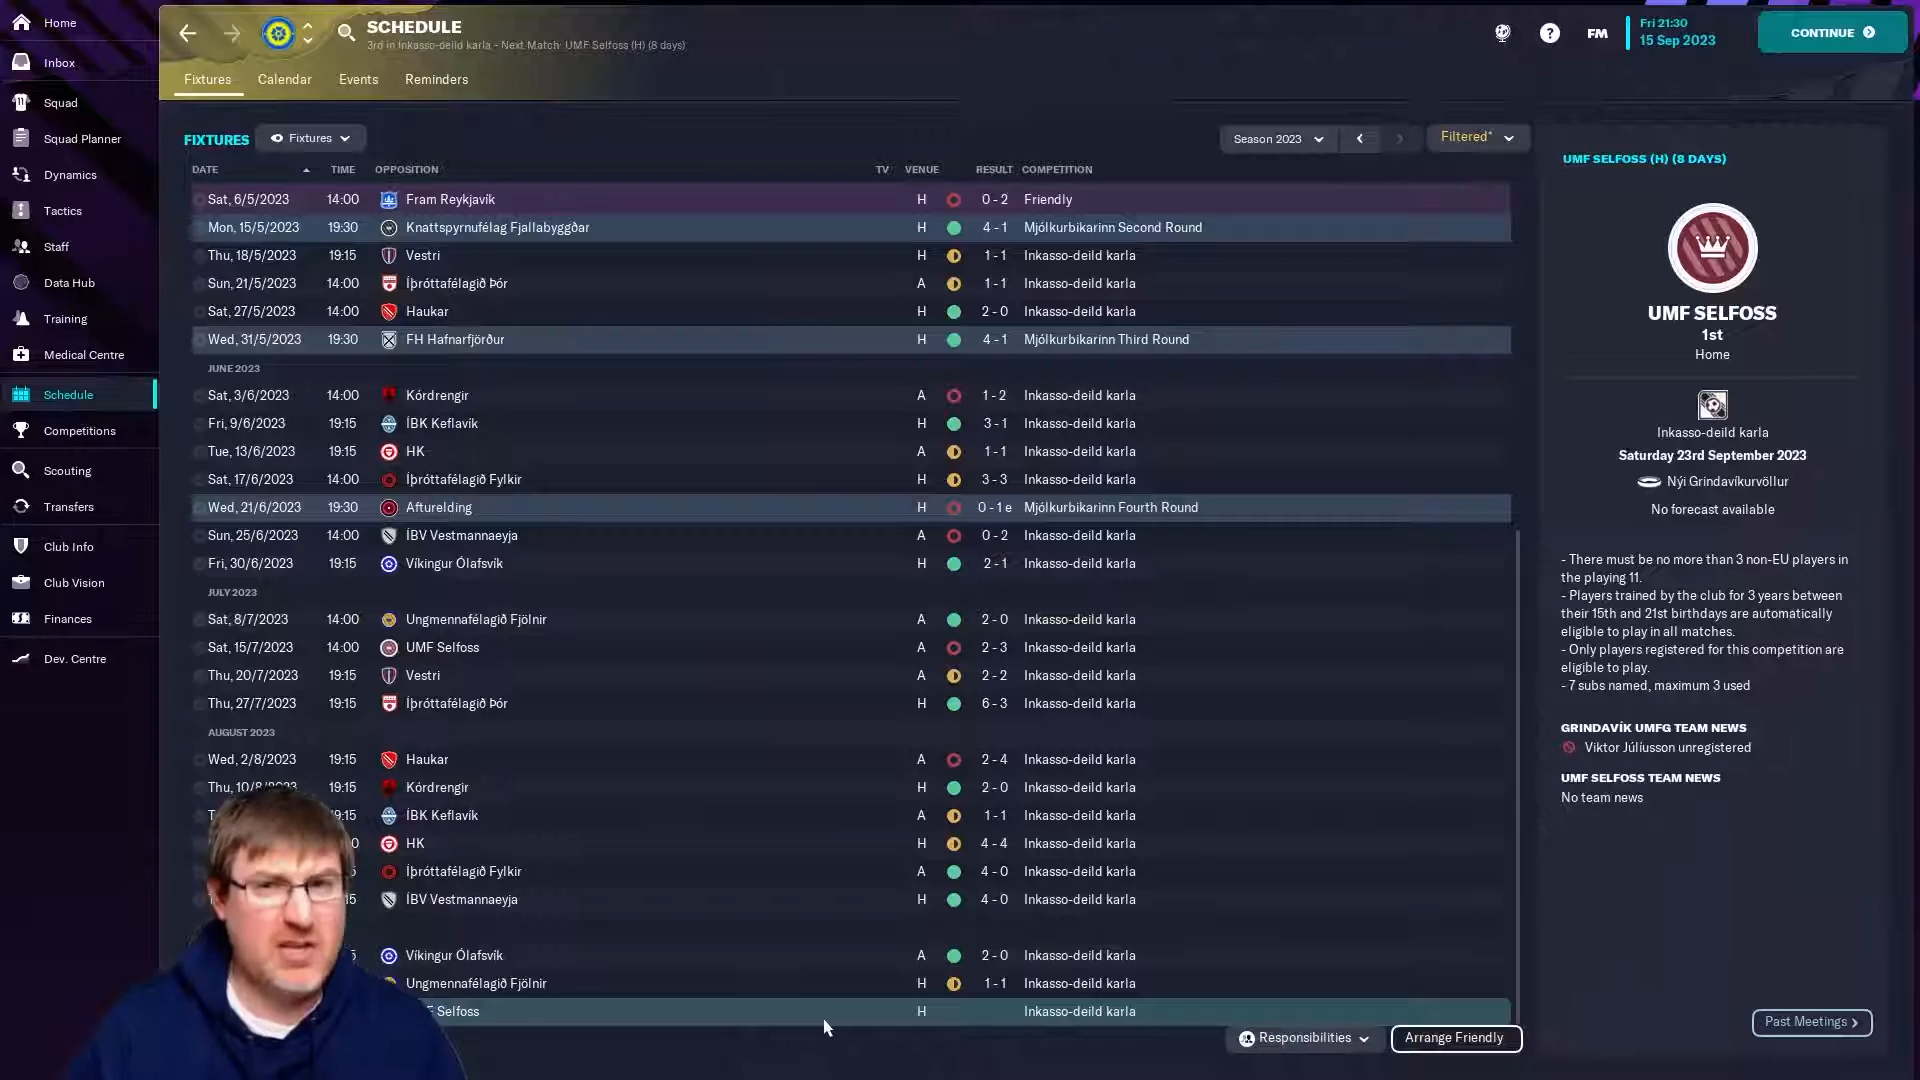 Home
SCHEDULE
3rd in Inkasso-deild karla - Next Match: UMF Selfoss (H) (8 days)
FM
Fri 21:30
15 Sep 2023
CONTINUE
Inbox
Squad
Squad Planner
Dynamics
Tactics
Staff
Data Hub
Training
Medical Centre
Schedule
Competitions
Scouting
Transfers
Club Info
Club Vision
Finances
Dev. Centre
Fixtures Calendar Events Reminders
FIXTURES Fixtures Season 2023 Filtered*
DATE TIME OPPOSITION TV VENUE RESULT COMPETITION
Sat, 6/5/2023 14:00 Fram Reykjavík H 0 - 2 Friendly
Mon, 15/5/2023 19:30 Knattspyrnufélag Fjallabyggðar H 4 - 1 Mjólkurbikarinn Second Round
Thu, 18/5/2023 19:15 Vestri H 1 - 1 Inkasso-deild karla
Sun, 21/5/2023 14:00 Íþróttafélagið Þór A 1 - 1 Inkasso-deild karla
Sat, 27/5/2023 14:00 Haukar H 2 - 0 Inkasso-deild karla
Wed, 31/5/2023 19:30 FH Hafnarfjörður H 4 - 1 Mjólkurbikarinn Third Round
JUNE 2023
Sat, 3/6/2023 14:00 Kórdrengir A 1 - 2 Inkasso-deild karla
Fri, 9/6/2023 19:15 ÍBK Keflavík H 3 - 1 Inkasso-deild karla
Tue, 13/6/2023 19:15 HK A 1 - 1 Inkasso-deild karla
Sat, 17/6/2023 14:00 Íþróttafélagið Fylkir H 3 - 3 Inkasso-deild karla
Wed, 21/6/2023 19:30 Afturelding H 0 - 1 e Mjólkurbikarinn Fourth Round
Sun, 25/6/2023 14:00 ÍBV Vestmannaeyja A 0 - 2 Inkasso-deild karla
Fri, 30/6/2023 19:15 Víkingur Ólafsvík H 2 - 1 Inkasso-deild karla
JULY 2023
Sat, 8/7/2023 14:00 Ungmennafélagið Fjölnir A 2 - 0 Inkasso-deild karla
Sat, 15/7/2023 14:00 UMF Selfoss A 2 - 3 Inkasso-deild karla
Thu, 20/7/2023 19:15 Vestri A 2 - 2 Inkasso-deild karla
Thu, 27/7/2023 19:15 Íþróttafélagið Þór H 6 - 3 Inkasso-deild karla
AUGUST 2023
Wed, 2/8/2023 19:15 Haukar A 2 - 4 Inkasso-deild karla
Thu, 10/8/2023 19:15 Kórdrengir H 2 - 0 Inkasso-deild karla
9:15 ÍBK Keflavík A 1 - 1 Inkasso-deild karla
0 HK H 4 - 4 Inkasso-deild karla
5 Íþróttafélagið Fylkir A 4 - 0 Inkasso-deild karla
15 ÍBV Vestmannaeyja H 4 - 0 Inkasso-deild karla
5 Víkingur Ólafsvík A 2 - 0 Inkasso-deild karla
Ungmennafélagið Fjölnir H 1 - 1 Inkasso-deild karla
Selfoss H Inkasso-deild karla
Responsibilities Arrange Friendly
UMF SELFOSS (H) (8 DAYS)
UMF SELFOSS
1st
Home
Inkasso-deild karla
Saturday 23rd September 2023
Nýi Grindavíkurvöllur
No forecast available
- There must be no more than 3 non-EU players in
the playing 11.
- Players trained by the club for 3 years between
their 15th and 21st birthdays are automatically
eligible to play in all matches.
- Only players registered for this competition are
eligible to play.
- 7 subs named, maximum 3 used
GRINDAVÍK UMFG TEAM NEWS
Viktor Júlíusson unregistered
UMF SELFOSS TEAM NEWS
No team news
Past Meetings